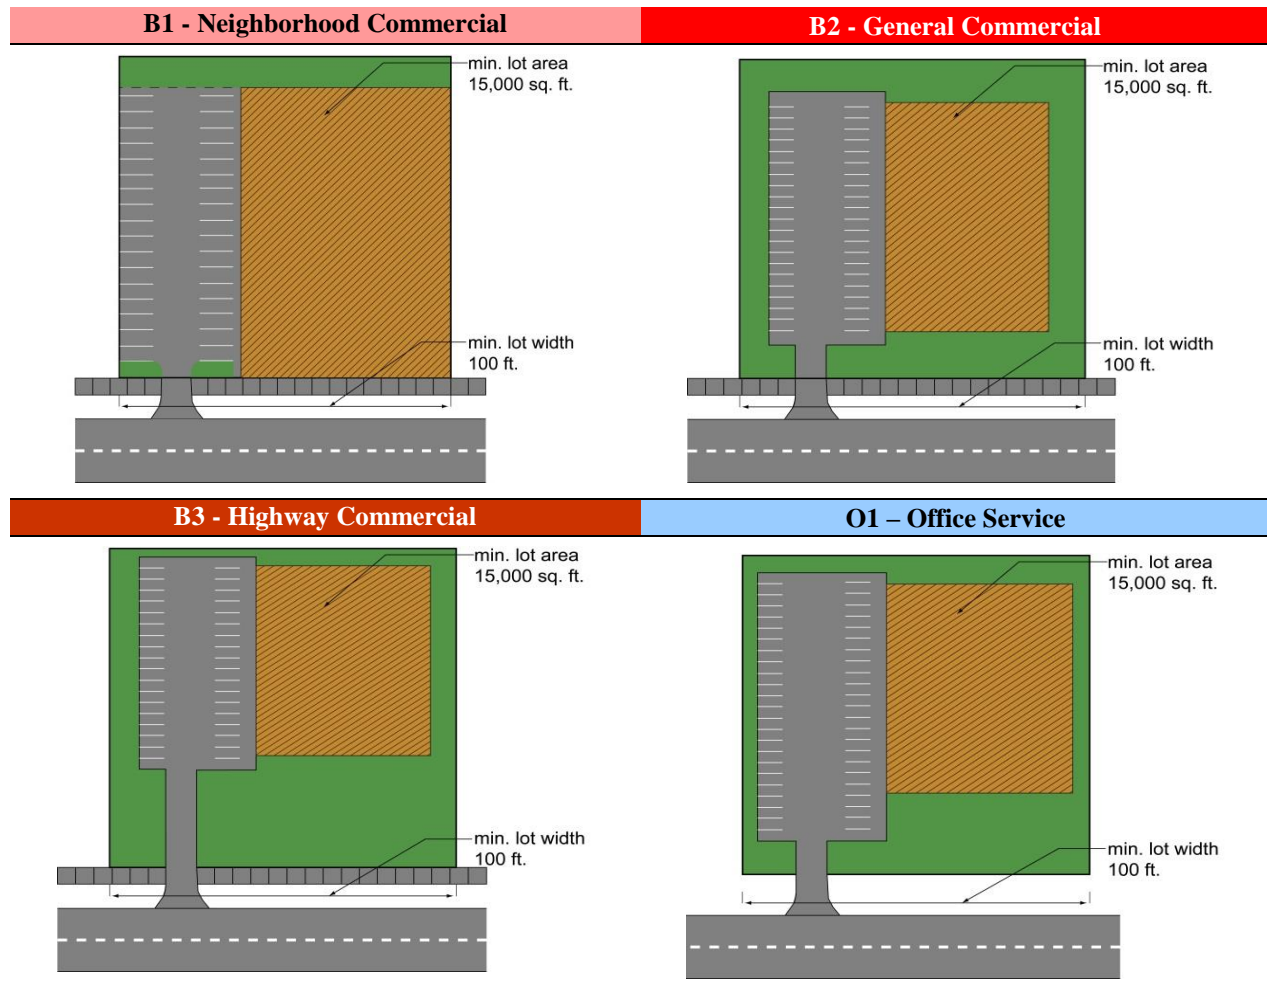 B1 - Neighborhood Commercial
B2 - General Commercial
min. lot area
15,000 sq. ft.
min. lot width
100 ft.
min. lot area
15,000 sq. ft.
min. lot width
100 ft.
B3 - Highway Commercial
O1 – Office Service
min. lot area
15,000 sq. ft.
min. lot width
100 ft.
min. lot area
15,000 sq. ft.
min. lot width
100 ft.